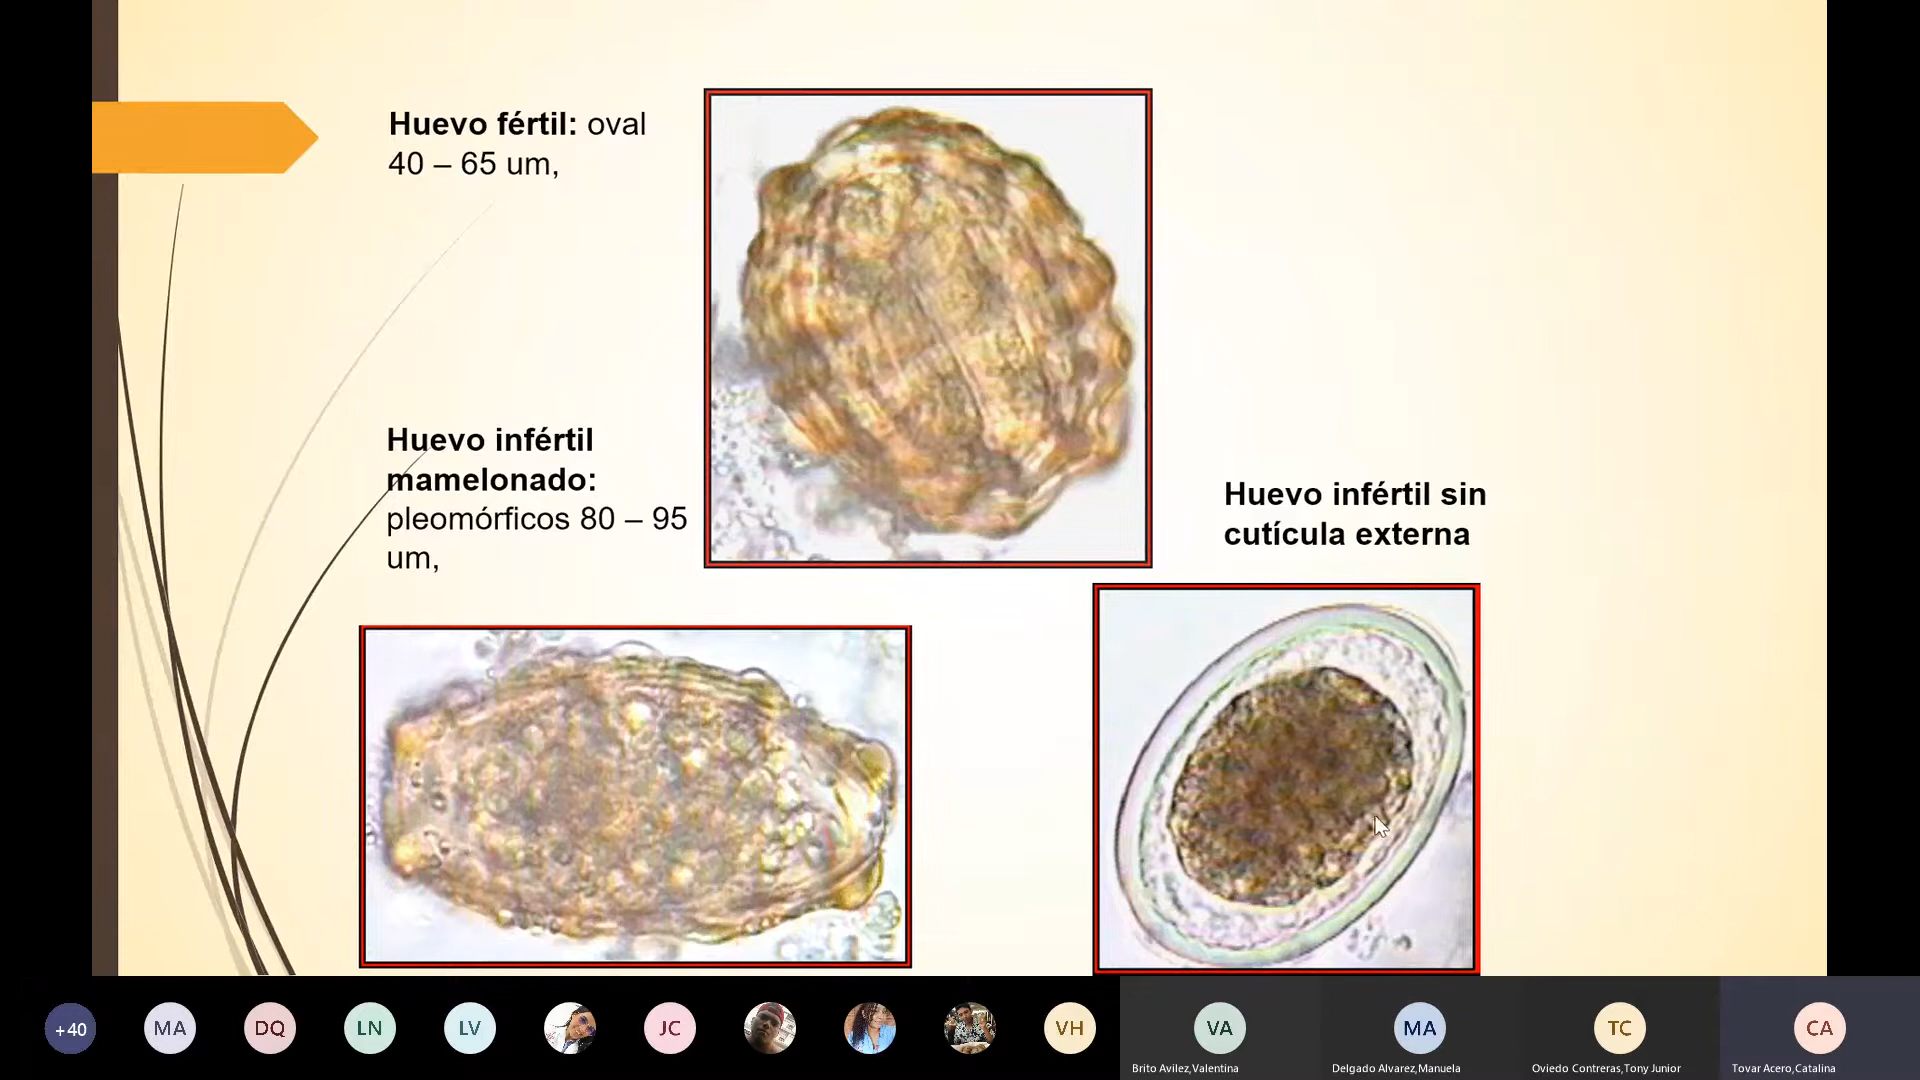 Huevo fértil: oval
40 – 65 um,
Huevo infértil
mamelonado:
pleomórficos 80 – 95
um,
Huevo infértil sin
cutícula externa
+40
MA
DQ
LN
LV
JC
VH
VA
MA
TC
CA
Brito Avilez,Valentina
Delgado Alvarez,Manuela
Oviedo Contreras,Tony Junior
Tovar Acero,Catalina